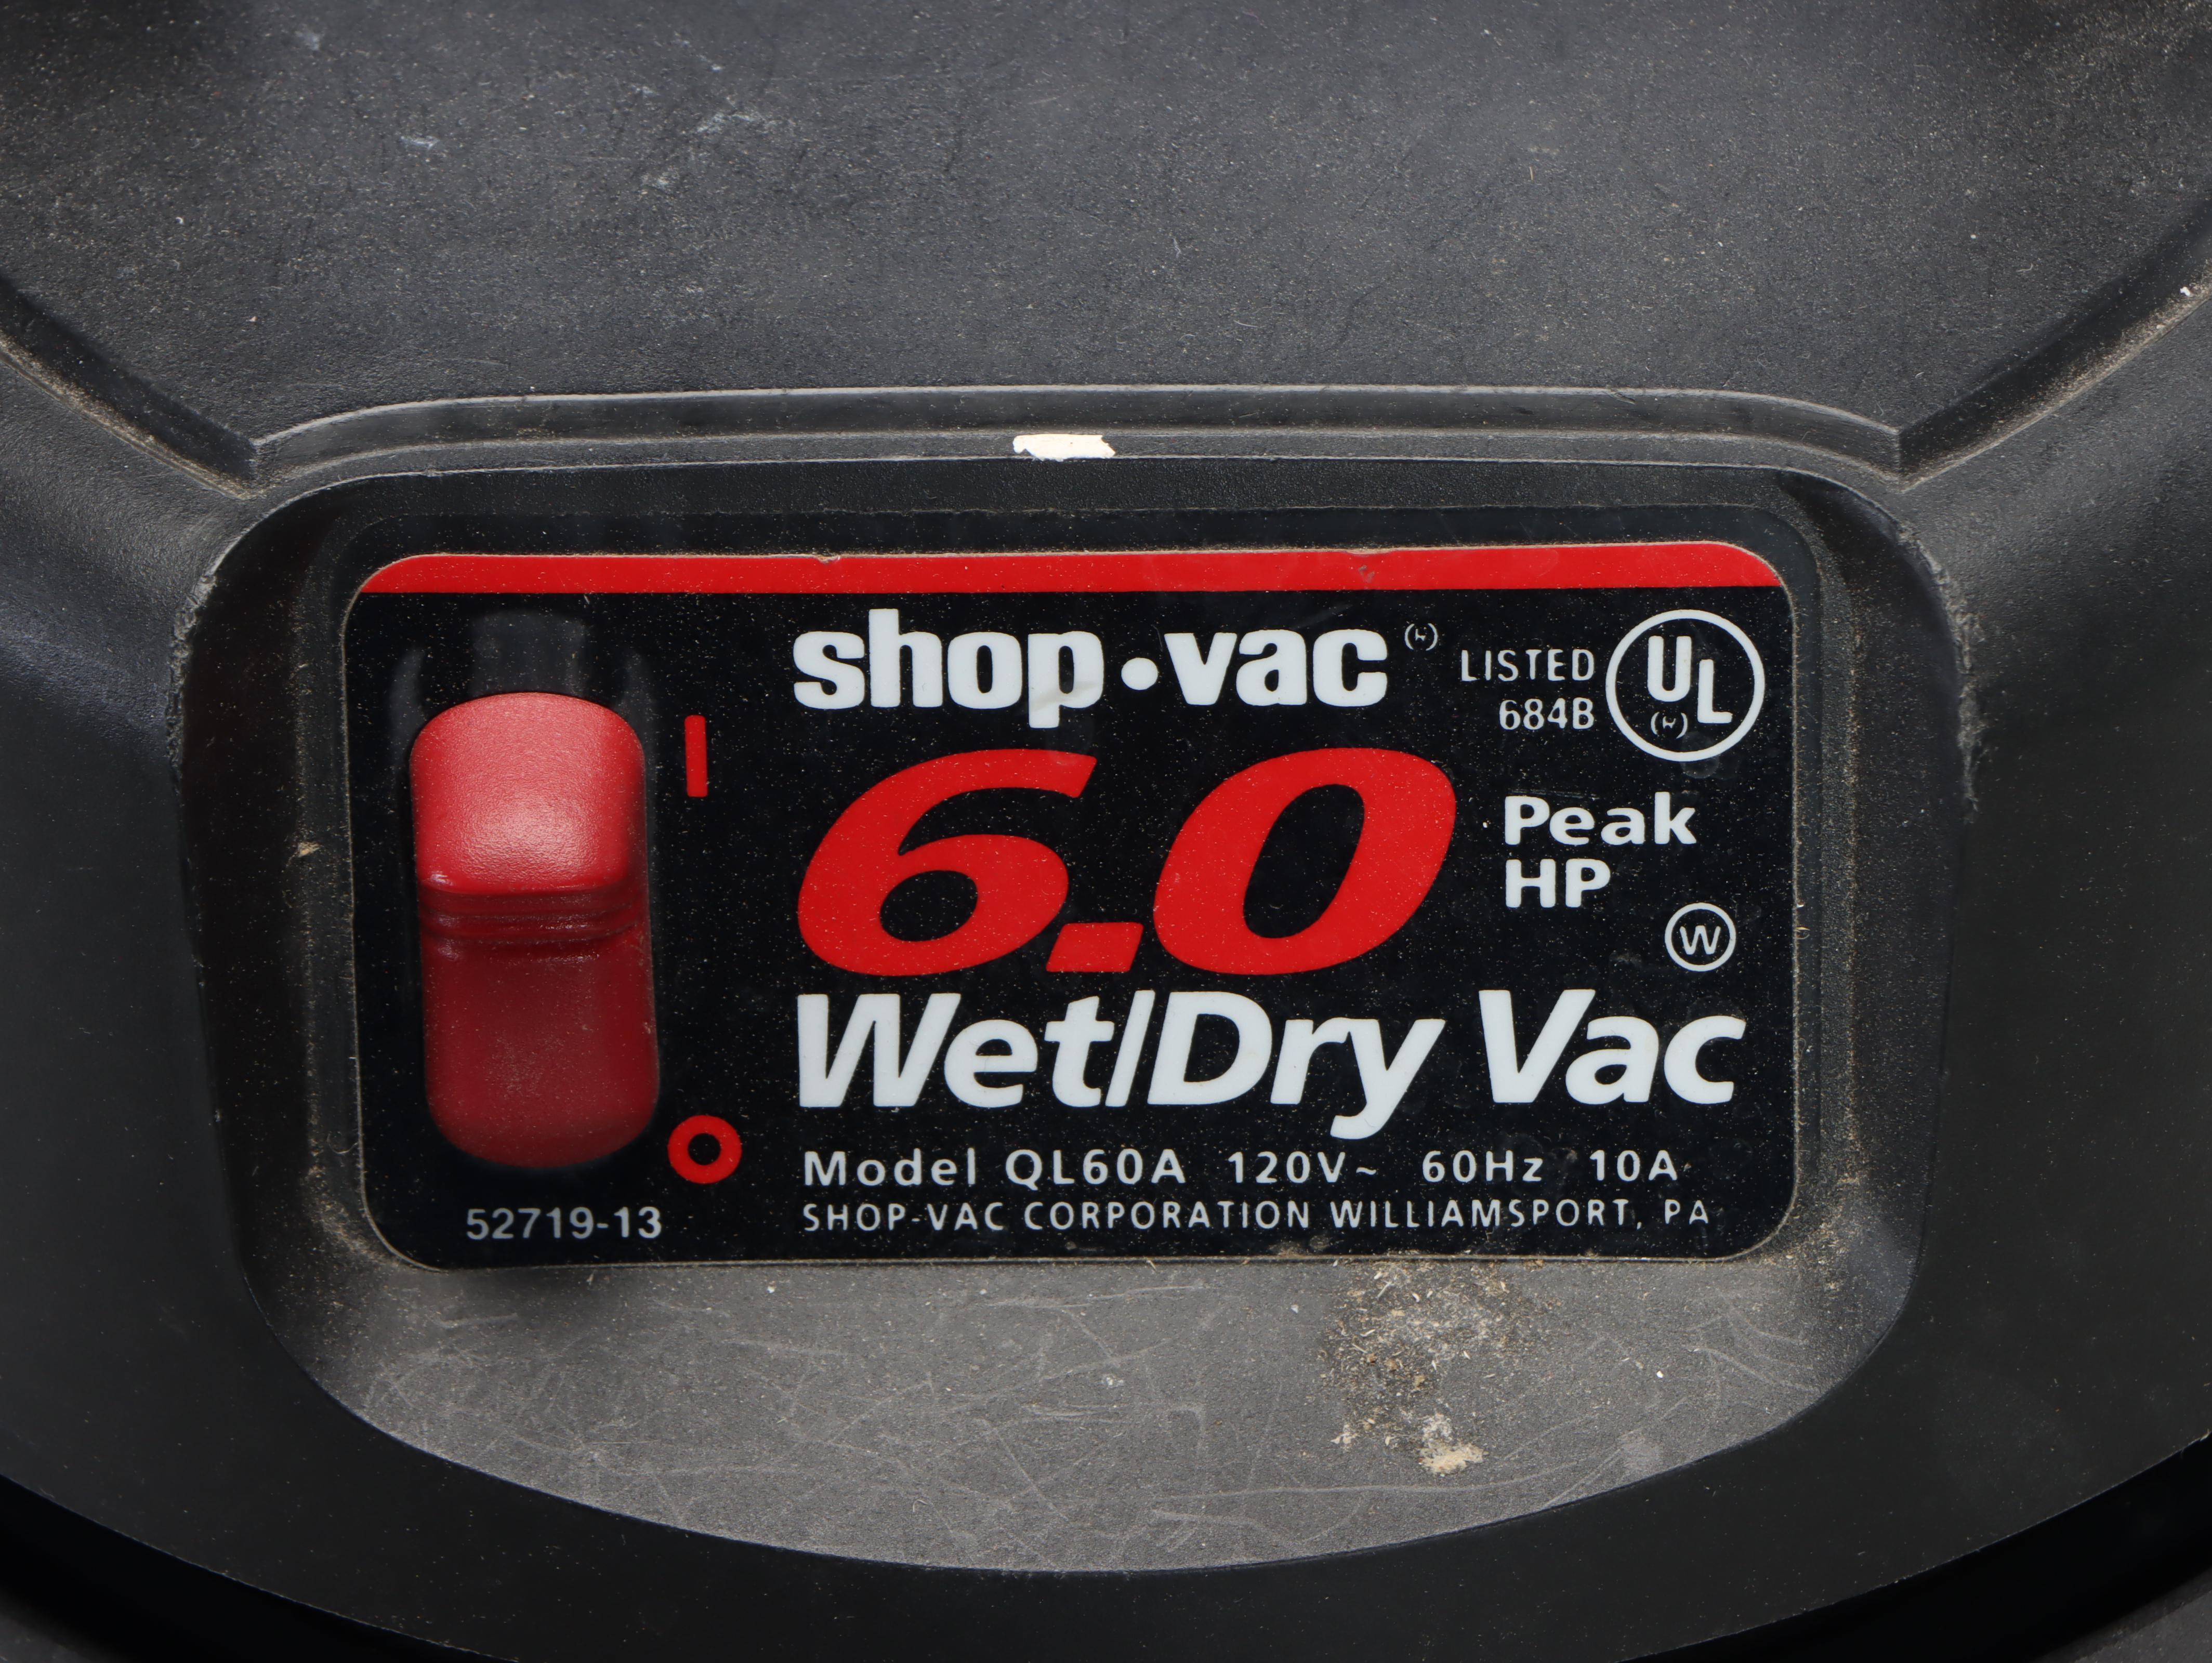 shop·vac®
LISTED
684B
UL
®
6.0
Peak
HP
W
Wet/Dry Vac
Model QL60A 120V~ 60Hz 10A
SHOP-VAC CORPORATION WILLIAMSPORT, PA
52719-13
I
O